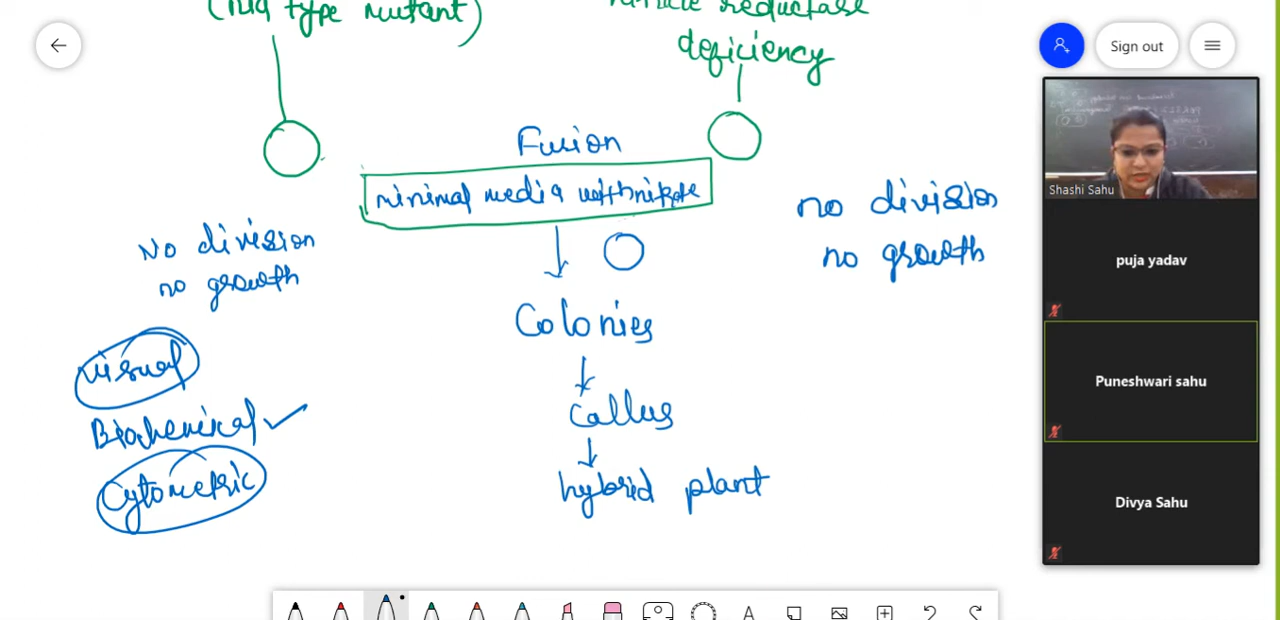 type mutant)
reductase
deficiency
Sign out
Fusion
minimal media with nitrate
Shashi Sahu
no division
no growth
No division
no growth
puja yadav
Colonies
visual
Puneshwari sahu
Biochemical ✓
Callus
Cytometric
hybrid plant
Divya Sahu
A